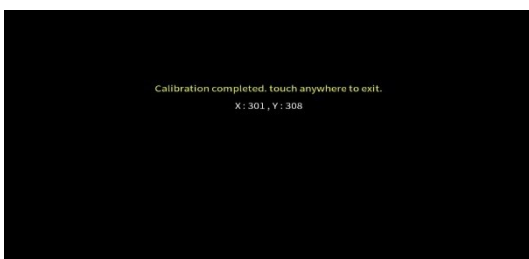 Calibration completed. touch anywhere to exit.
X : 301 , Y : 308